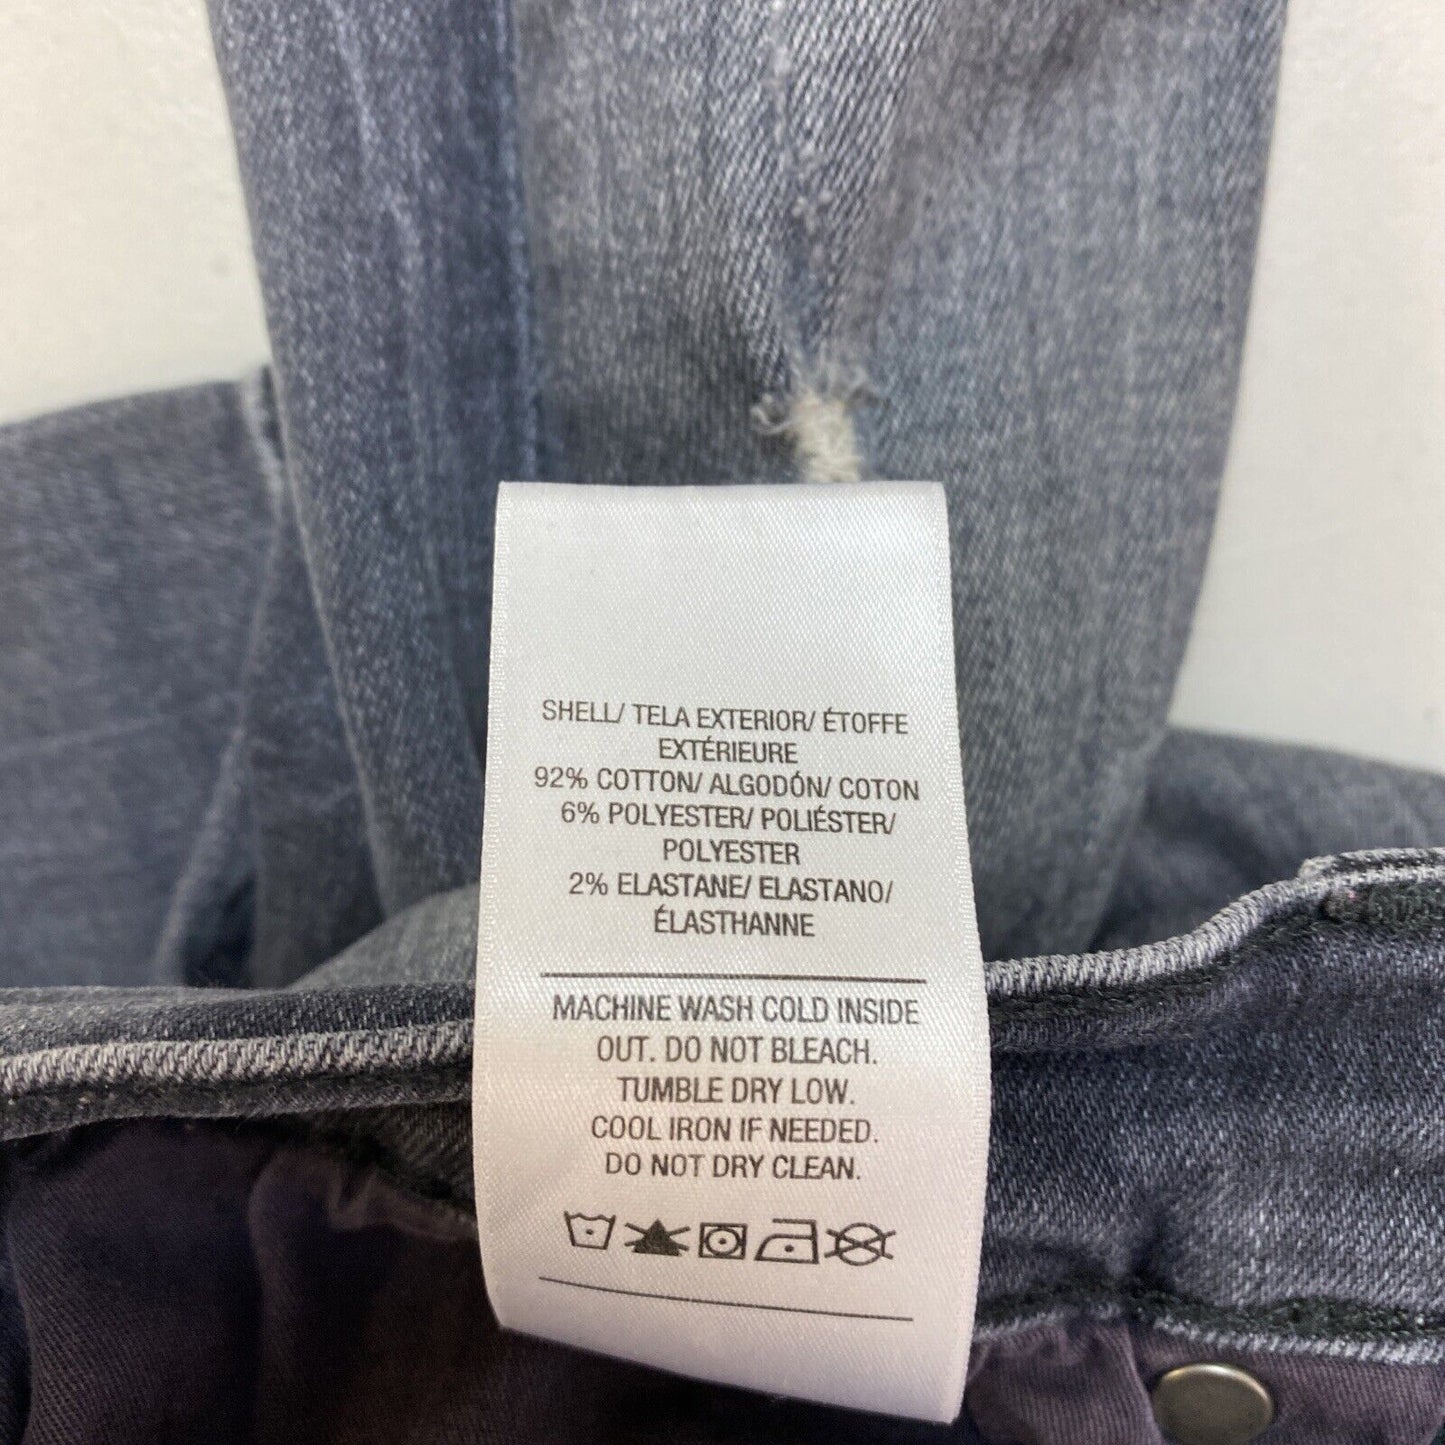 SHELL/ TELA EXTERIOR/ ÉTOFFE
EXTÉRIEURE
92% COTTON/ ALGODÓN/ COTON
6% POLYESTER/ POLIÉSTER/
POLYESTER
2% ELASTANE/ ELASTANO/
ÉLASTHANNE
MACHINE WASH COLD INSIDE
OUT. DO NOT BLEACH.
TUMBLE DRY LOW.
COOL IRON IF NEEDED.
DO NOT DRY CLEAN.